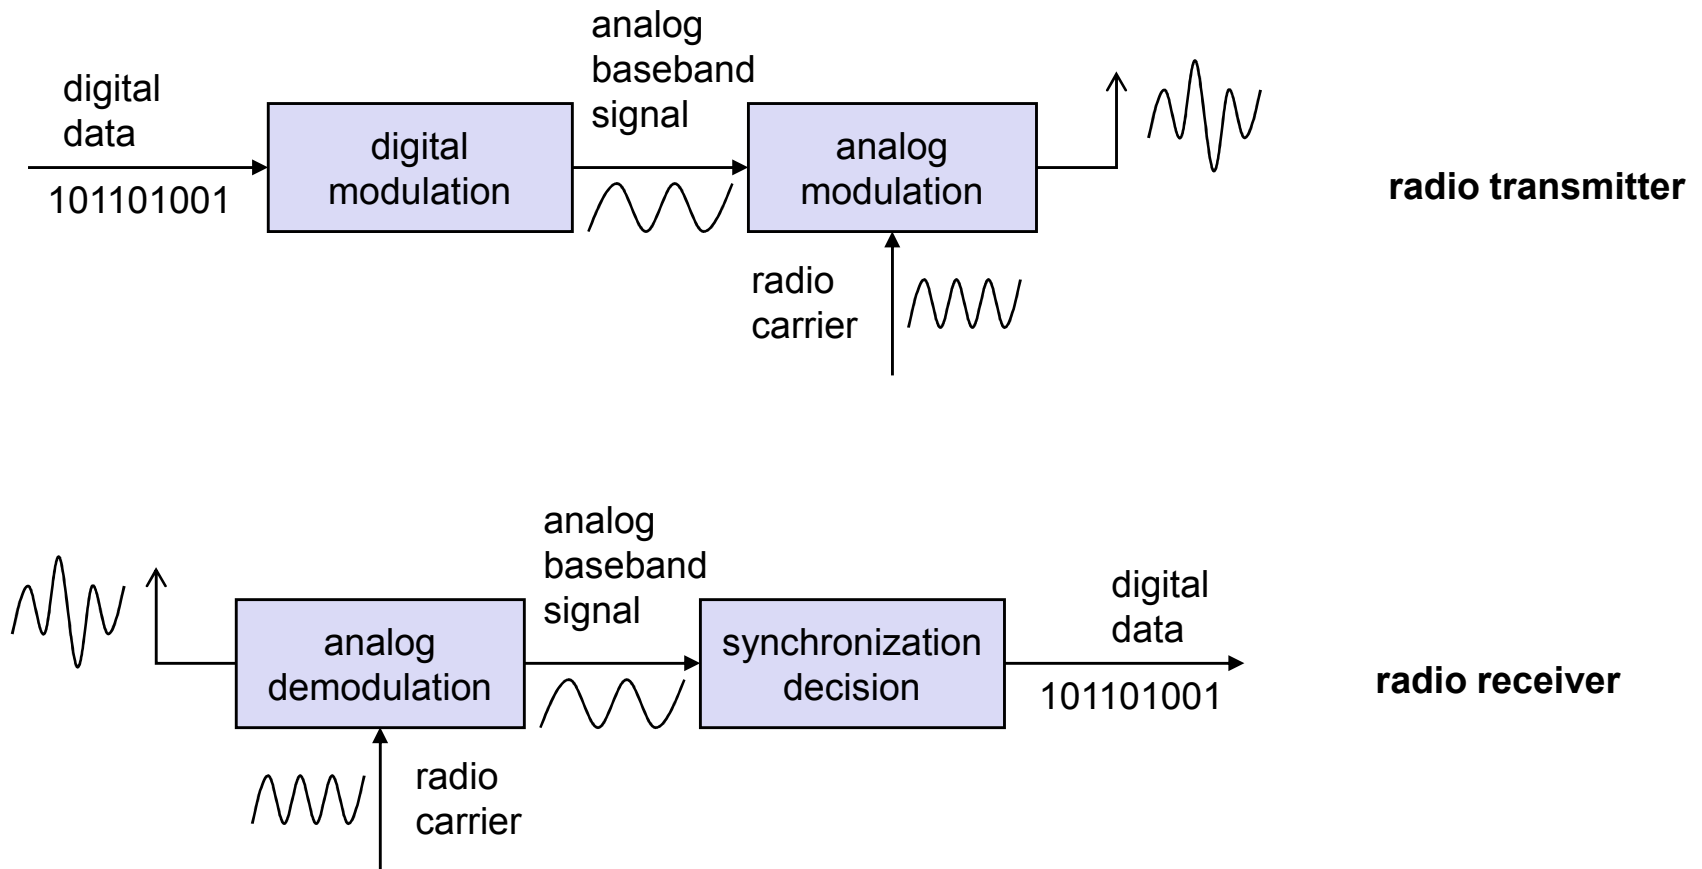 analog
baseband
signal
digital
data
101101001
digital
modulation
analog
modulation
radio transmitter
radio
carrier
analog
baseband
signal
analog
demodulation
synchronization
decision
digital
data
101101001
radio receiver
radio
carrier